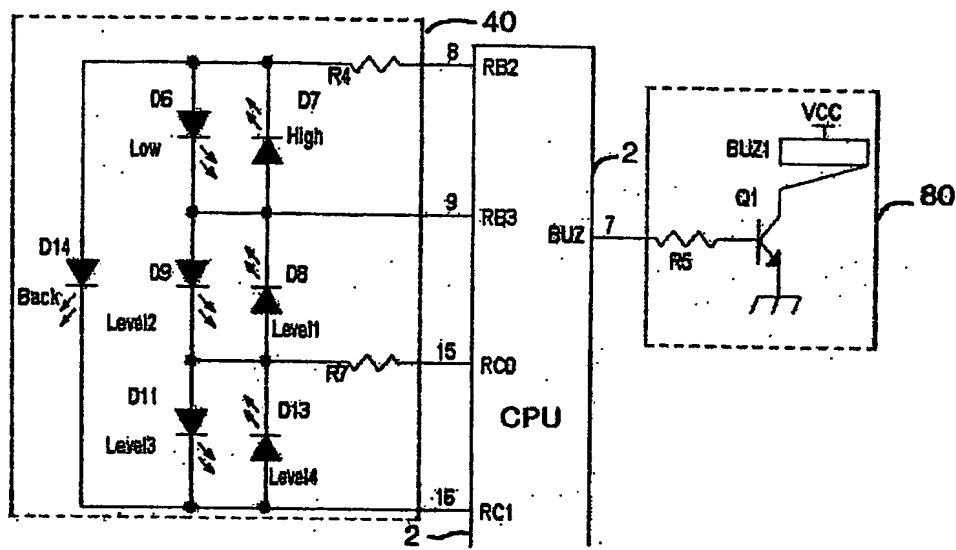 40
8
RB2
R4
D6
D7
Low
High
VCC
BUZ1
2
Q1
80
9
RB3
BUZ
7
R5
D14
D9
D8
Back
Level2
Level1
15
RC0
R7
D11
D13
CPU
Level3
Level4
16
RC1
2